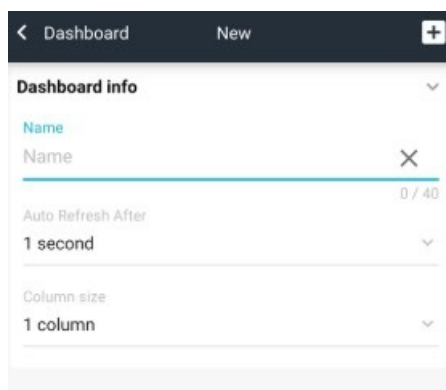 Dashboard New
Dashboard info
Name
Name
0 / 40
Auto Refresh After
1 second
Column size
1 column